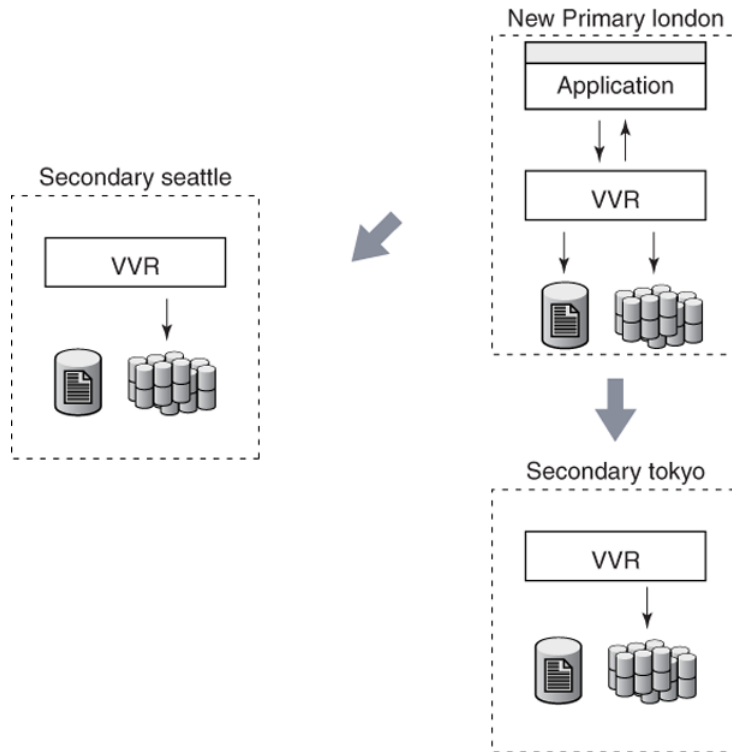 New Primary london
Application
VVR
Secondary seattle
VVR
Secondary tokyo
VVR